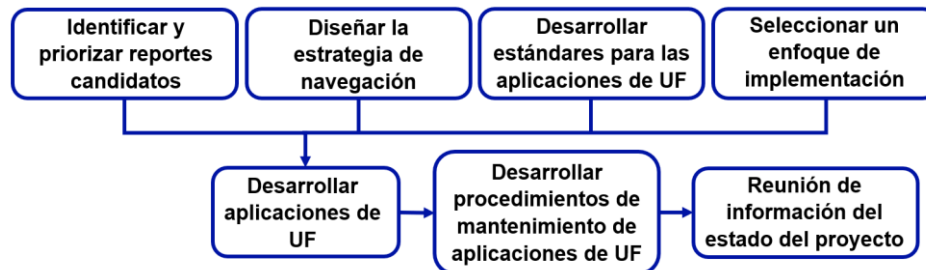 Identificar y
priorizar reportes
candidatos
Diseñar la
estrategia de
navegación
Desarrollar
estándares para las
aplicaciones de UF
Seleccionar un
enfoque de
implementación
Desarrollar
aplicaciones de
UF
Desarrollar
procedimientos de
mantenimiento de
aplicaciones de UF
Reunión de
información del
estado del proyecto